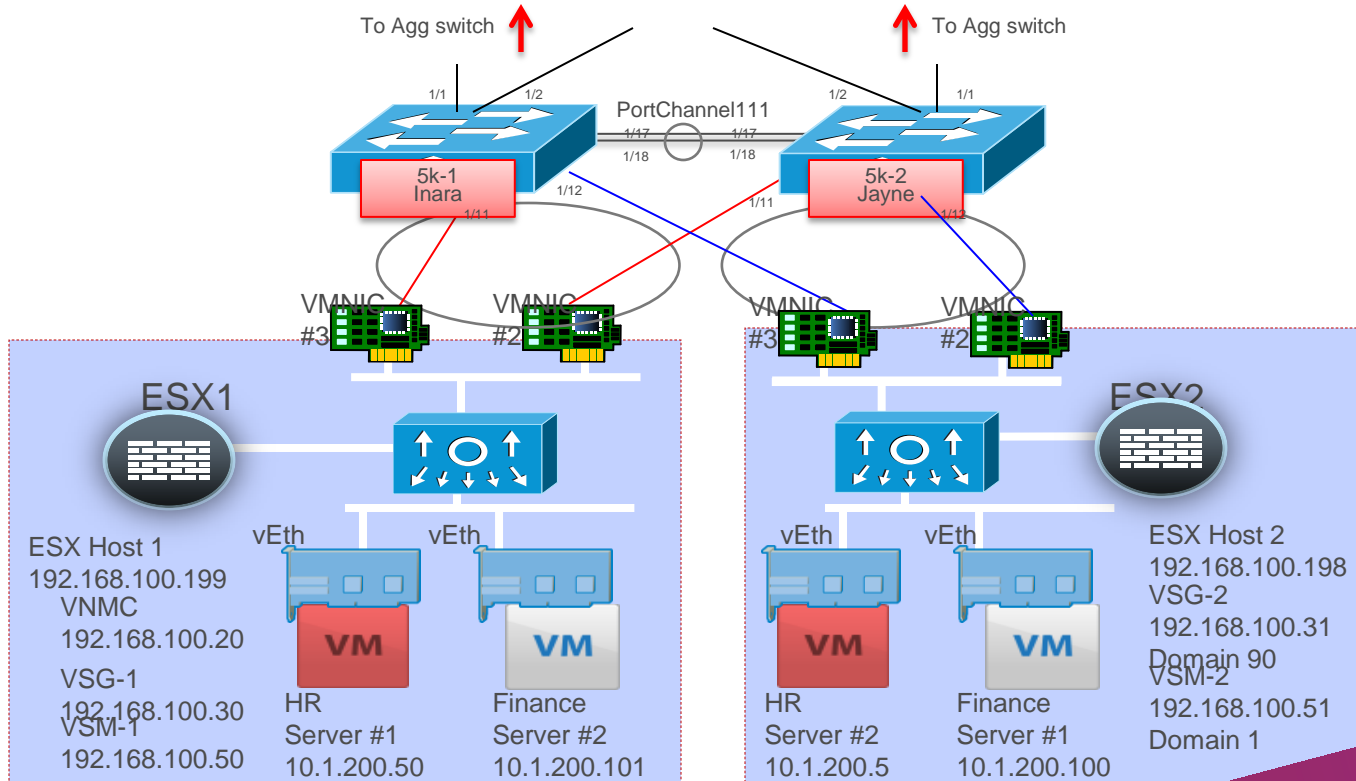 To Agg switch
To Agg switch
1/1
1/2
1/2
1/1
PortChannel111
1/17
1/17
1/18
1/18
5k-1
Inara
5k-2
Jayne
1/12
1/11
1/11
1/12
VMNIC
#3
VMNIC
#2
VMNIC
#3
VMNIC
#2
ESX1
ESX2
vEth
vEth
vEth
vEth
ESX Host 1
192.168.100.199
VNMC
192.168.100.20
VSG-1
192.168.100.30
VSM-1
192.168.100.50
VM
HR
Server #1
10.1.200.50
VM
Finance
Server #2
10.1.200.101
VM
HR
Server #2
10.1.200.5
VM
Finance
Server #1
10.1.200.100
ESX Host 2
192.168.100.198
VSG-2
192.168.100.31
Domain 90
VSM-2
192.168.100.51
Domain 1